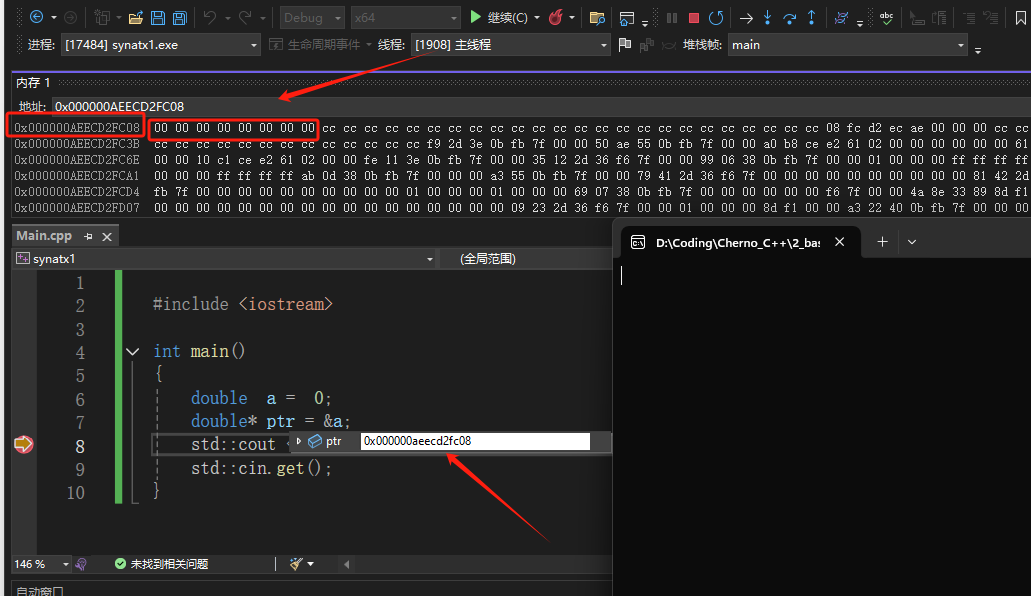 Debug
x64
继续(C)
进程:
[17484] synatx1.exe
生命周期事件
线程:
[1908] 主线程
堆栈帧:
main
内存 1
地址:
0x000000AEECD2FC08
0x000000AEECD2FC08 00 00 00 00 00 00 00 00 cc cc cc cc cc cc cc cc cc cc cc cc cc cc cc cc cc cc cc cc cc cc cc cc 08 fc d2 ec ae 00 00 00 cc cc
0x000000AEECD2FC3B cc cc cc cc cc cc cc cc cc cc cc cc cc f9 2d 3e 0b fb 7f 00 00 50 ae 55 0b fb 7f 00 00 a0 b8 ce e2 61 02 00 00 00 00 00 00 61
0x000000AEECD2FC6E 00 00 10 c1 ce e2 61 02 00 00 fe 11 3e 0b fb 7f 00 00 35 12 2d 36 f6 7f 00 00 99 06 38 0b fb 7f 00 00 01 00 00 00 ff ff ff ff
0x000000AEECD2FCA1 00 00 00 ff ff ff ff ab 0d 38 0b fb 7f 00 00 00 a3 55 0b fb 7f 00 00 79 41 2d 36 f6 7f 00 00 00 00 00 00 00 00 00 00 81 42 2d
0x000000AEECD2FCD4 fb 7f 00 00 00 00 00 00 00 00 00 00 01 00 00 01 00 00 00 00 69 07 38 0b fb 7f 00 00 00 00 00 00 f6 7f 00 00 4a 8e 33 89 8d f1
0x000000AEECD2FD07 00 00 00 00 00 00 00 00 00 00 00 00 00 00 00 00 00 09 23 2d 36 f6 7f 00 00 01 00 00 00 8d f1 00 00 a3 22 40 0b fb 7f 00 00 00
Main.cpp
synatx1
(全局范围)
1
2 #include <iostream>
3
4 int main()
5 {
6 double a = 0;
7 double* ptr = &a;
8 std::cout <
ptr 0x000000aeecd2fc08
9 std::cin.get();
10 }
D:\Coding\Cherno_C++\2_ba
146 %
未找到相关问题
自动窗口